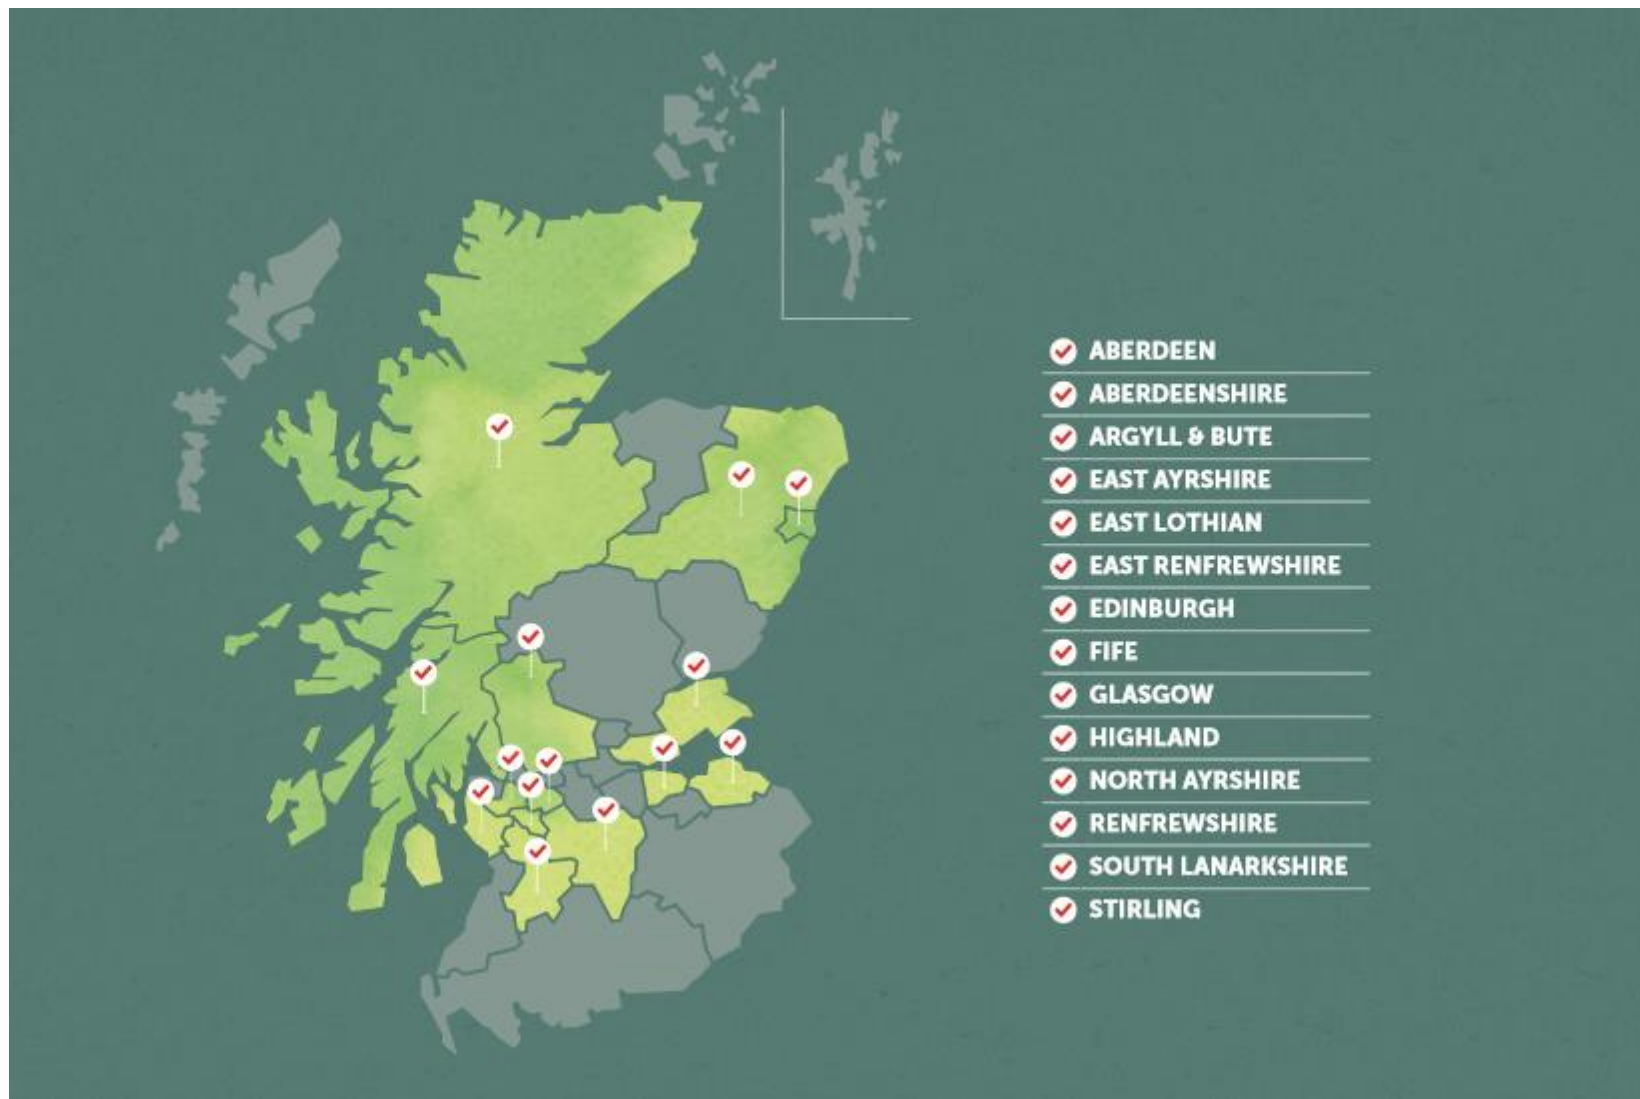 ABERDEEN
ABERDEENSHIRE
ARGYLL & BUTE
EAST AYRSHIRE
EAST LOTHIAN
EAST RENFREWSHIRE
EDINBURGH
FIFE
GLASGOW
HIGHLAND
NORTH AYRSHIRE
RENFREWSHIRE
SOUTH LANARKSHIRE
STIRLING